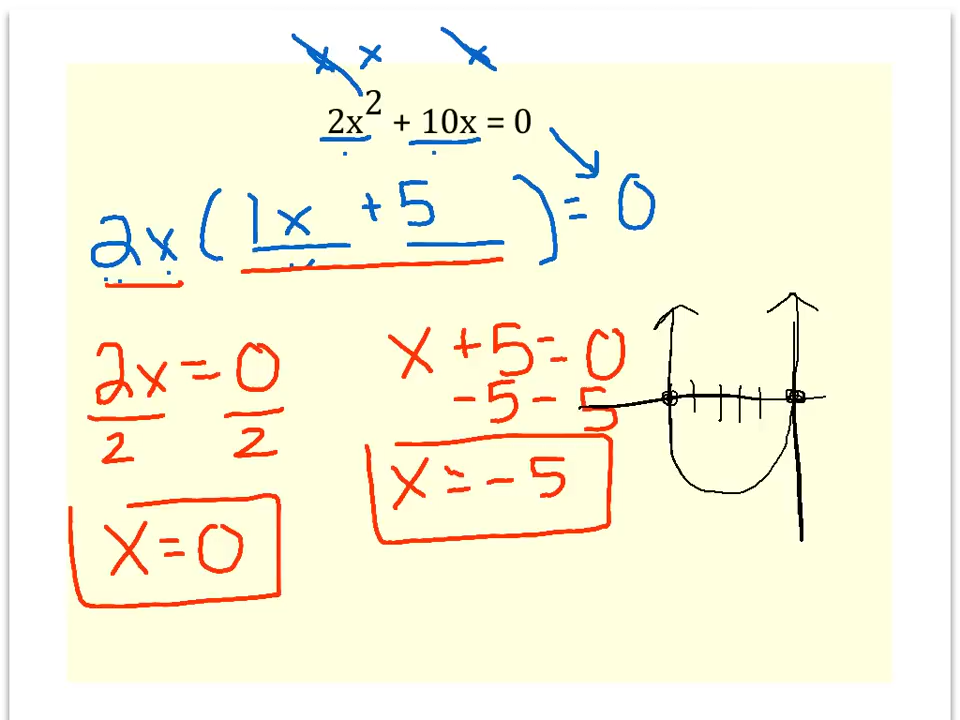 x x x
2x² + 10x = 0
2x ( 1x + 5 ) = 0
2x = 0
2 2
x = 0
x + 5 = 0
- 5 - 5
x = - 5